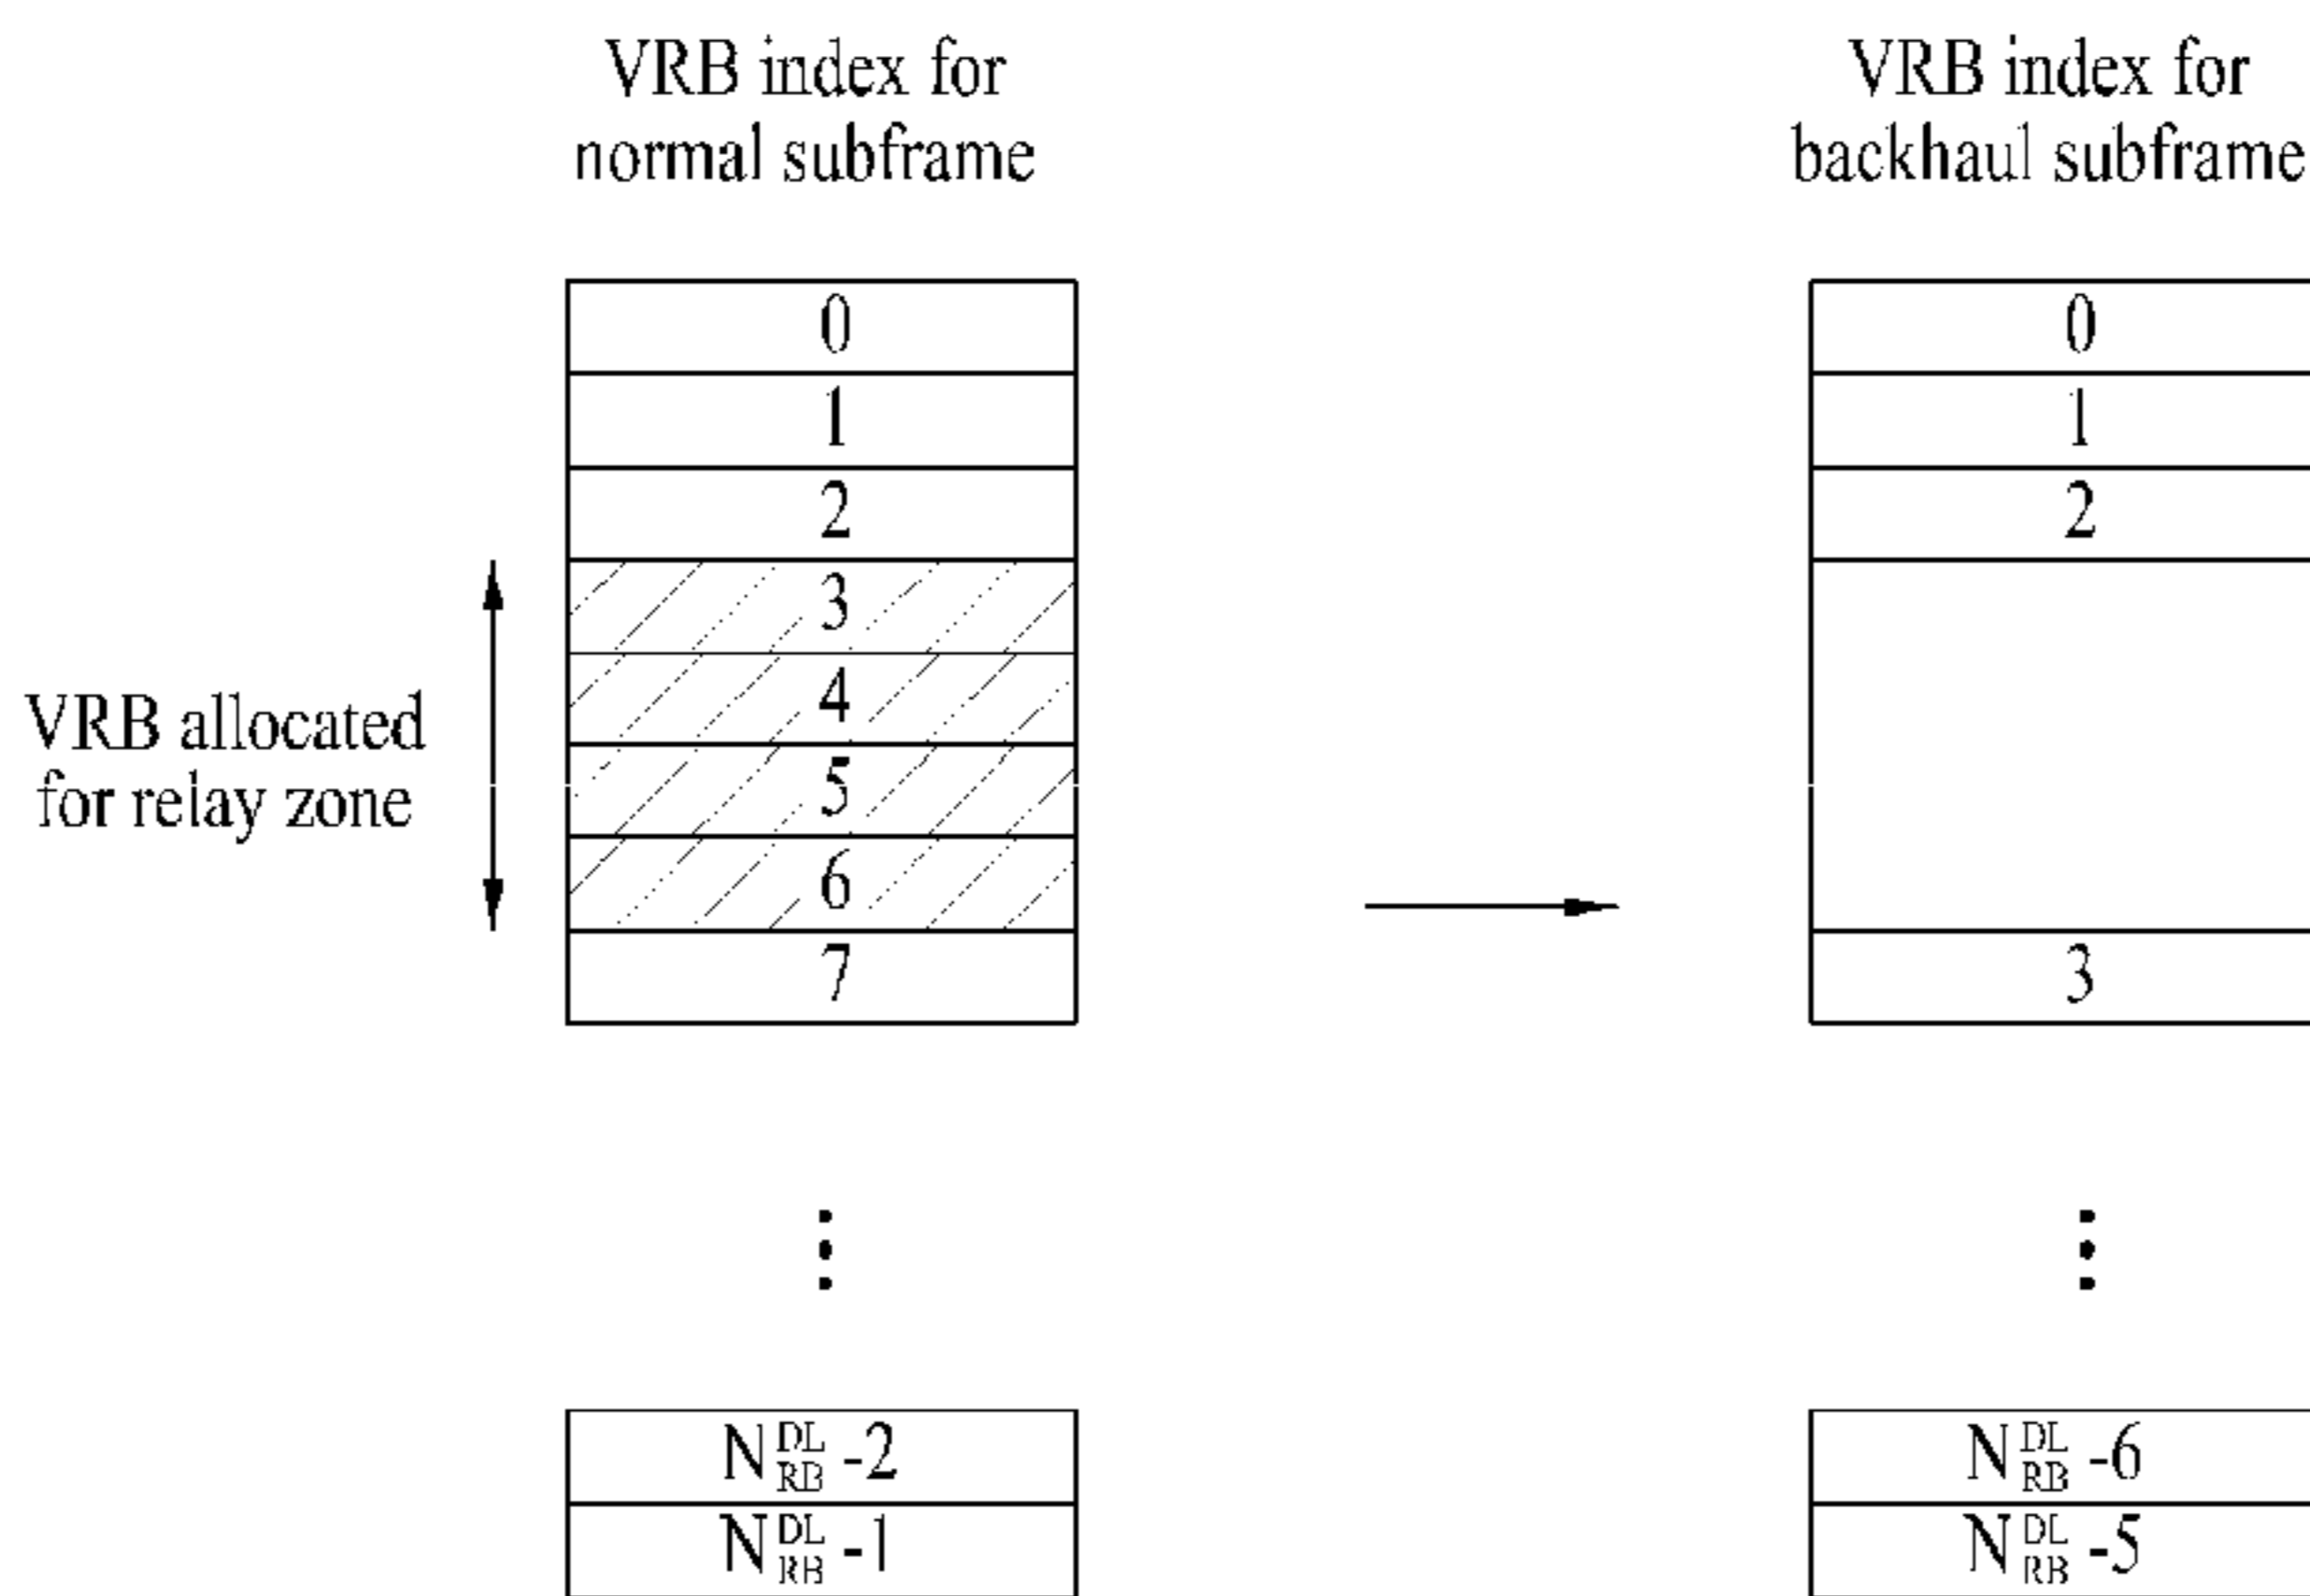 VRB index for
normal subframe
VRB index for
backhaul subframe
0
1
2
3
4
5
6
7
VRB allocated
for relay zone
0
1
2
3
⋮
⋮
N^DL_RB -2
N^DL_RB -1
N^DL_RB -6
N^DL_RB -5